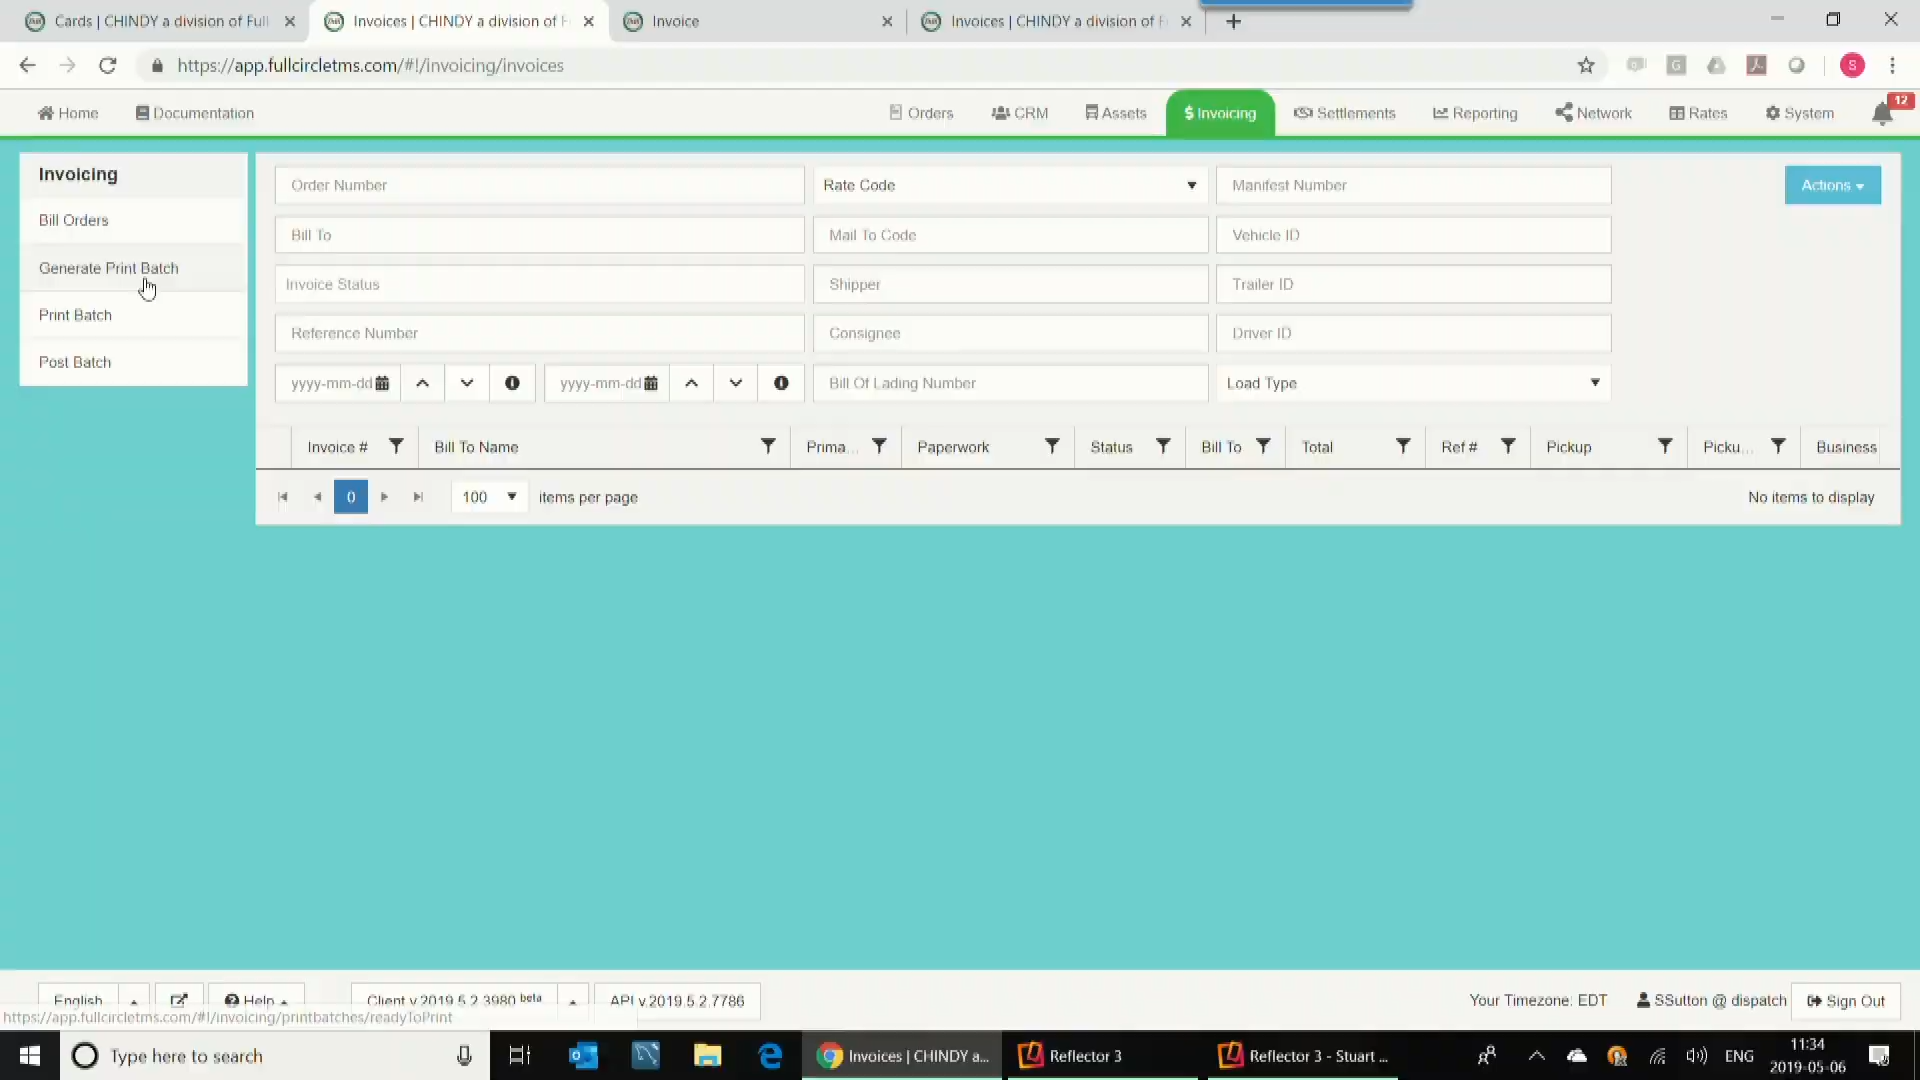 Cards | CHINDY a division of Full
Invoices | CHINDY a division of F
Invoice
Invoices | CHINDY a division of F
https://app.fullcircletms.com/#!/invoicing/invoices
Home
Documentation
Orders
CRM
Assets
$ Invoicing
Settlements
Reporting
Network
Rates
System
12
Invoicing
Bill Orders
Generate Print Batch
Print Batch
Post Batch
Order Number
Rate Code
Manifest Number
Actions
Bill To
Mail To Code
Vehicle ID
Invoice Status
Shipper
Trailer ID
Reference Number
Consignee
Driver ID
yyyy-mm-dd
yyyy-mm-dd
Bill Of Lading Number
Load Type
Invoice #
Bill To Name
Prima...
Paperwork
Status
Bill To
Total
Ref #
Pickup
Picku...
Business
0
100
items per page
No items to display
English
Help
Client v.2019.5.2.3980 beta
API v.2019.5.2.7786
Your Timezone: EDT
SSutton @ dispatch
Sign Out
https://app.fullcircletms.com/#!/invoicing/printbatches/readyToPrint
Type here to search
Invoices | CHINDY a...
Reflector 3
Reflector 3 - Stuart ...
ENG
11:34
2019-05-06